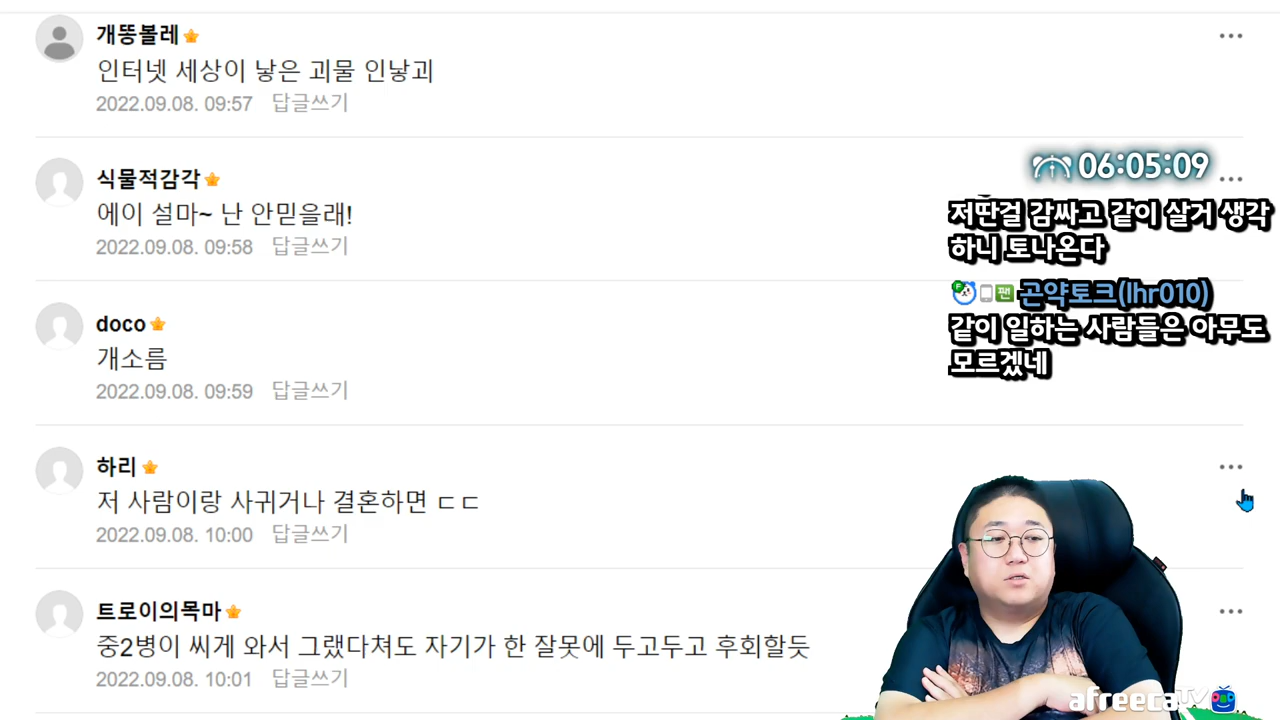 개똥볼레
인터넷 세상이 낳은 괴물 인낳괴
2022.09.08. 09:57 답글쓰기
식물적감각
에이 설마~ 난 안믿을래!
2022.09.08. 09:58 답글쓰기
doco
개소름
2022.09.08. 09:59 답글쓰기
하리
저 사람이랑 사귀거나 결혼하면 ㄷㄷ
2022.09.08. 10:00 답글쓰기
트로이의목마
중2병이 씨게 와서 그랬다쳐도 자기가 한 잘못에 두고두고 후회할듯
2022.09.08. 10:01 답글쓰기
06:05:09
저딴걸 감싸고 같이 살거 생각
하니 토나온다
F 팬 곤약토크(lhr010)
같이 일하는 사람들은 아무도
모르겠네
afreecaTV